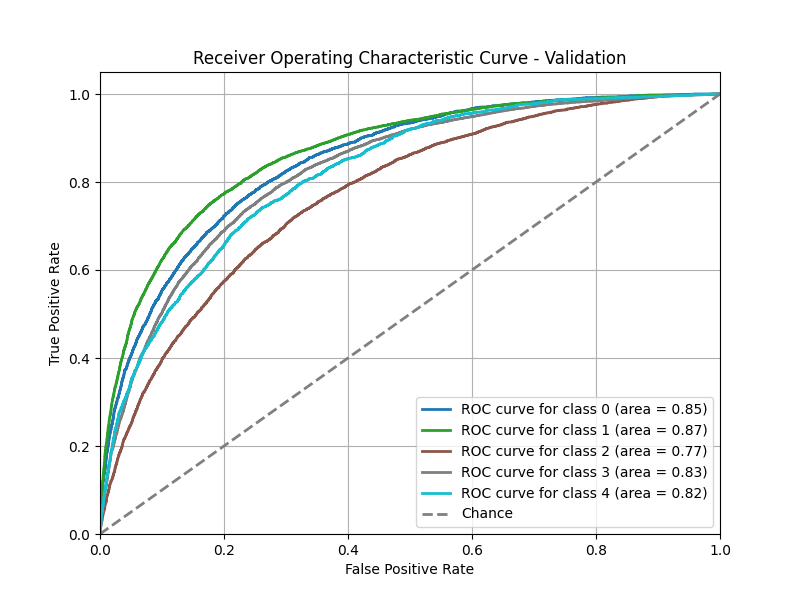 Receiver Operating Characteristic Curve - Validation
True Positive Rate
1.0
0.8
0.6
0.4
0.2
0.0
ROC curve for class 0 (area = 0.85)
ROC curve for class 1 (area = 0.87)
ROC curve for class 2 (area = 0.77)
ROC curve for class 3 (area = 0.83)
ROC curve for class 4 (area = 0.82)
Chance
0.0 0.2 0.4 0.6 0.8 1.0
False Positive Rate